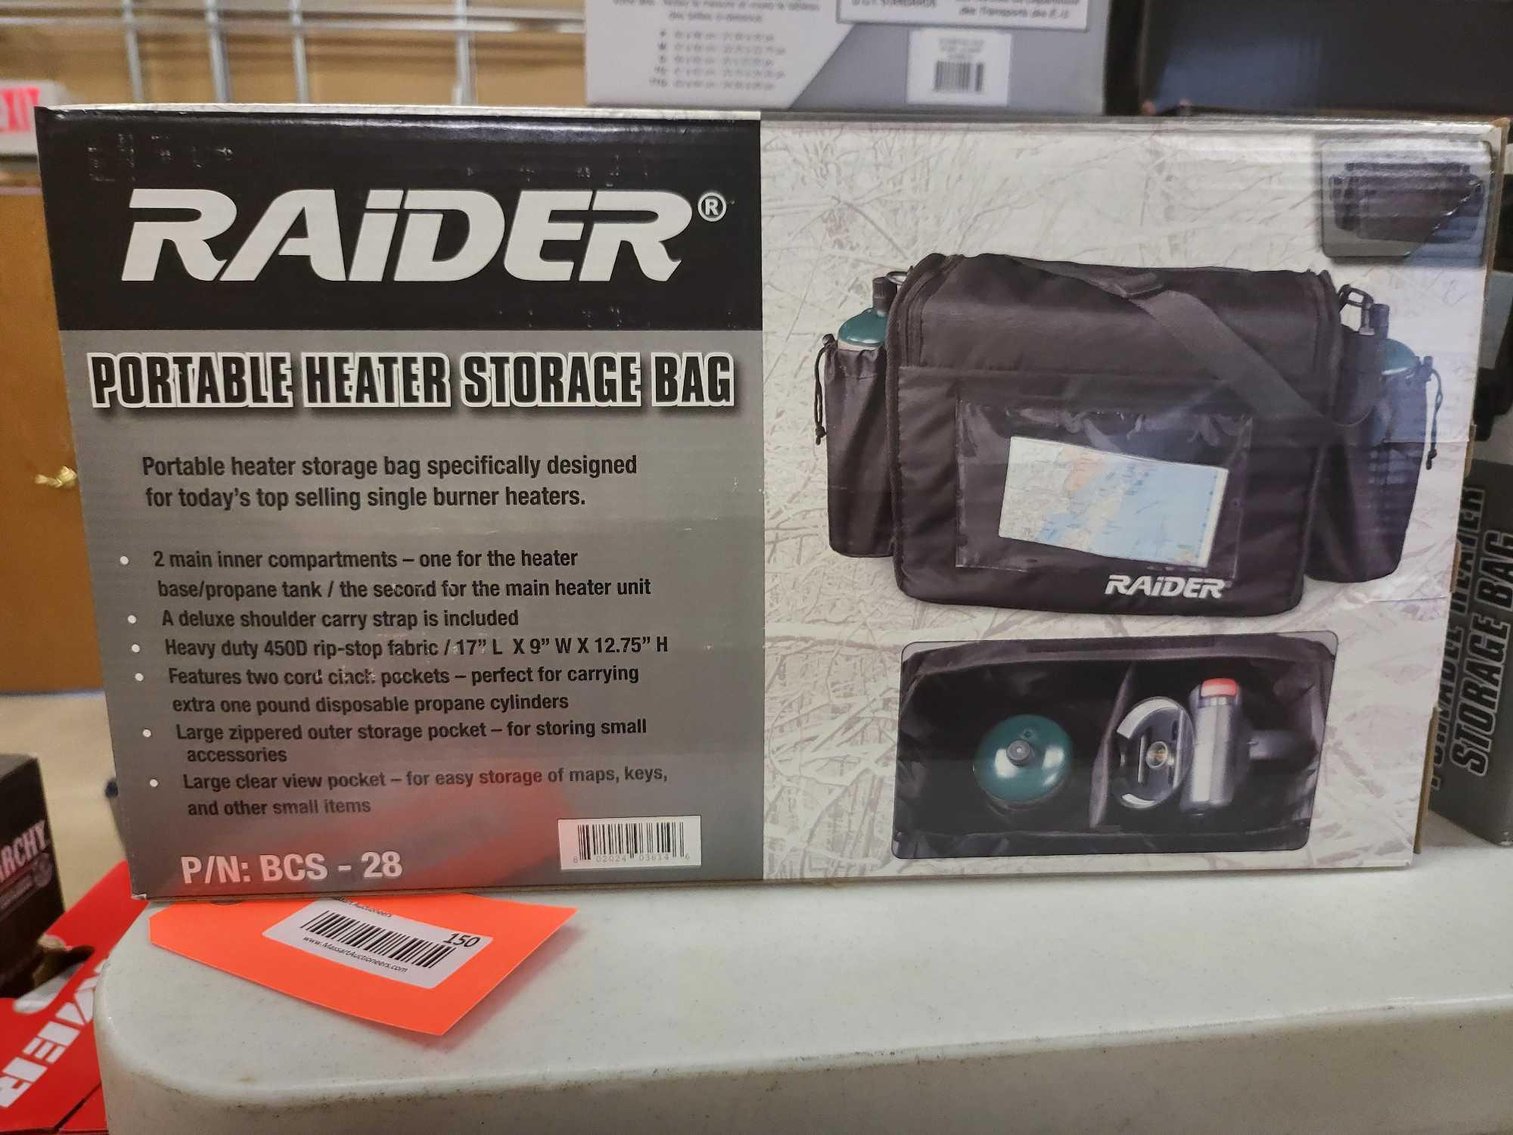 EXIT
RAiDER®
PORTABLE HEATER STORAGE BAG
Portable heater storage bag specifically designed
for today's top selling single burner heaters.
• 2 main inner compartments – one for the heater
base/propane tank / the second for the main heater unit
• A deluxe shoulder carry strap is included
• Heavy duty 450D rip-stop fabric / 17" L X 9" W X 12.75" H
• Features two cord cinch pockets – perfect for carrying
extra one pound disposable propane cylinders
• Large zippered outer storage pocket – for storing small
accessories
• Large clear view pocket – for easy storage of maps, keys,
and other small items
P/N: BCS - 28
RAiDER
150
www.MassartAuctioneers.com
STORAGE BAG
ARCHY